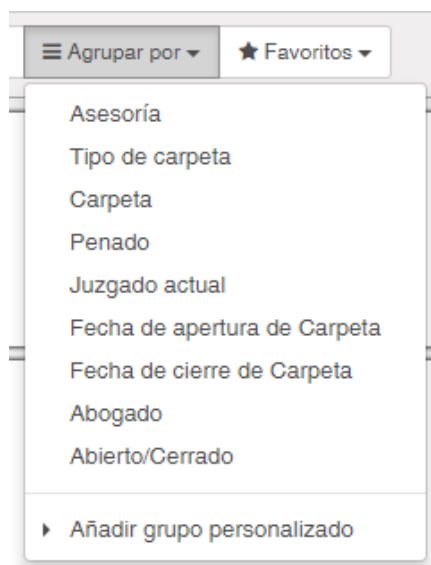 Agrupar por
Favoritos
Asesoría
Tipo de carpeta
Carpeta
Penado
Juzgado actual
Fecha de apertura de Carpeta
Fecha de cierre de Carpeta
Abogado
Abierto/Cerrado
Añadir grupo personalizado